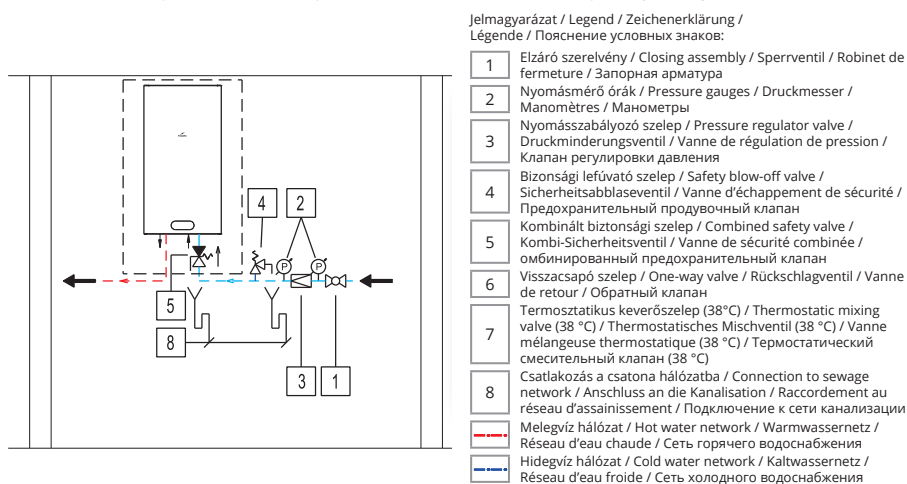 Jelmagyarázat / Legend / Zeichenerklärung /
Légende / Пояснение условных знаков:
1 Elzáró szerelvény / Closing assembly / Sperrventil / Robinet de
fermeture / Запорная арматура
2 Nyomásmérő órák / Pressure gauges / Druckmesser /
Manomètres / Манометры
3 Nyomásszabályozó szelep / Pressure regulator valve /
Druckminderungsventil / Vanne de régulation de pression /
Клапан регулировки давления
4 Bizonsági lefúvató szelep / Safety blow-off valve /
Sicherheitsabblaseventil / Vanne d’échappement de sécurité /
Предохранительный продувочный клапан
5 Kombinált biztonsági szelep / Combined safety valve /
Kombi-Sicherheitsventil / Vanne de sécurité combinée /
омбинированный предохранительный клапан
6 Visszacsapó szelep / One-way valve / Rückschlagventil / Vanne
de retour / Обратный клапан
7 Termosztatikus keverőszelep (38°C) / Thermostatic mixing
valve (38 °C) / Thermostatisches Mischventil (38 °C) / Vanne
mélangeuse thermostatique (38 °C) / Термостатический
смесительный клапан (38 °C)
8 Csatlakozás a csatona hálózatba / Connection to sewage
network / Anschluss an die Kanalisation / Raccordement au
réseau d’assainissement / Подключение к сети канализации
Melegvíz hálózat / Hot water network / Warmwassernetz /
Réseau d’eau chaude / Сеть горячего водоснабжения
Hidegvíz hálózat / Cold water network / Kaltwassernetz /
Réseau d’eau froide / Сеть холодного водоснабжения
4
2
P
P
5
8
3
1